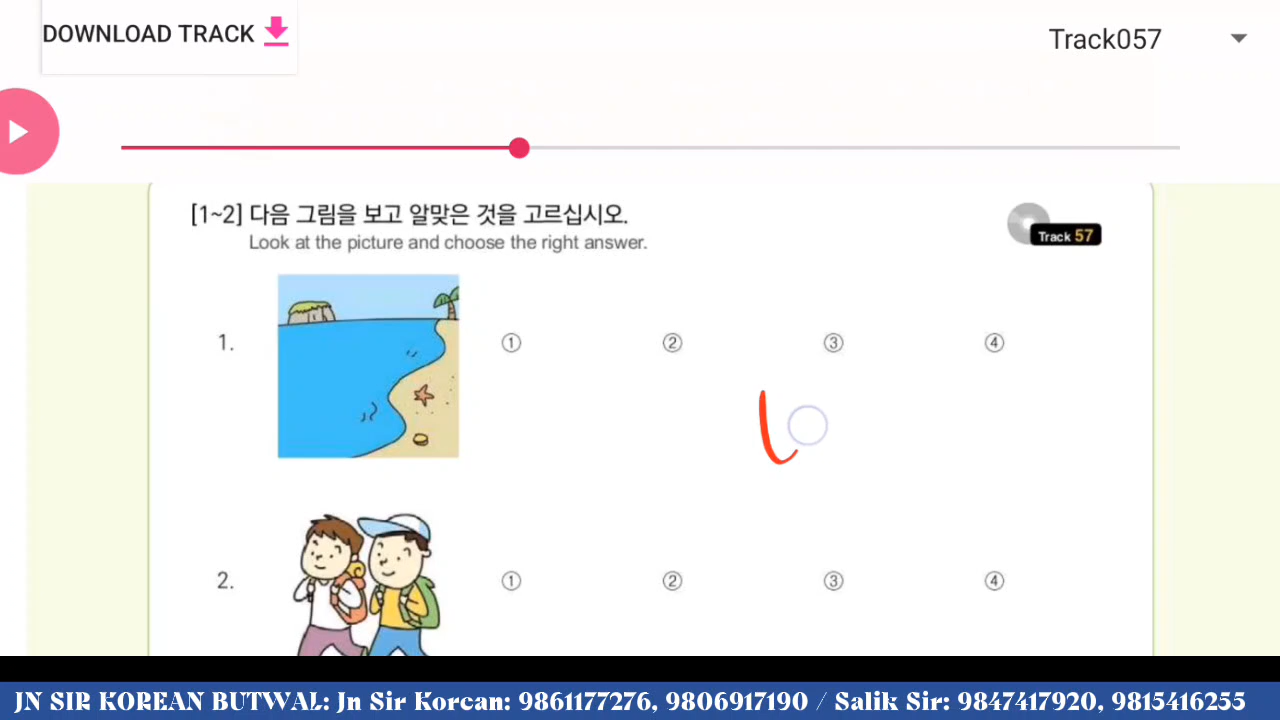 DOWNLOAD TRACK
Track057
[1~2] 다음 그림을 보고 알맞은 것을 고르십시오.
Look at the picture and choose the right answer.
Track 57
1. ① ② ③ ④
2. ① ② ③ ④
JN SIR KOREAN BUTWAL: Jn Sir Korcan: 9861177276, 9806917190 / Salik Sir: 9847417920, 9815416255